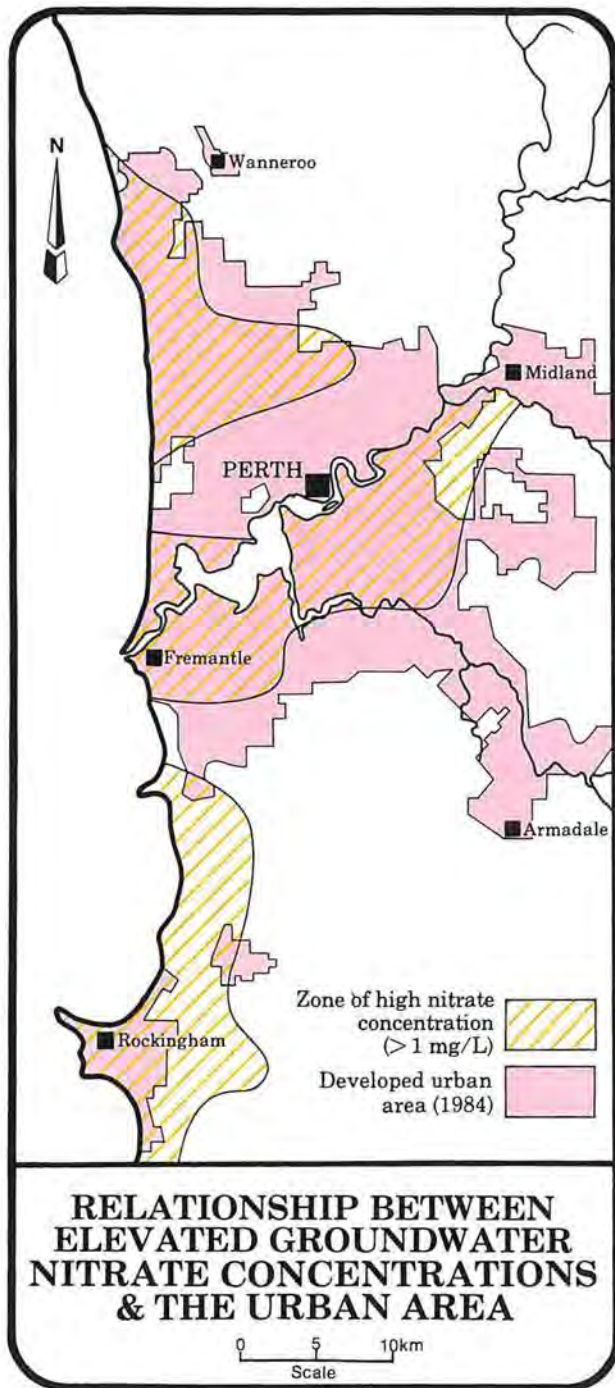 N
Wanneroo
Midland
PERTH
Fremantle
Armadale
Rockingham
Zone of high nitrate
concentration
(> 1 mg/L)
Developed urban
area (1984)
RELATIONSHIP BETWEEN
ELEVATED GROUNDWATER
NITRATE CONCENTRATIONS
& THE URBAN AREA
0 5 10km
Scale